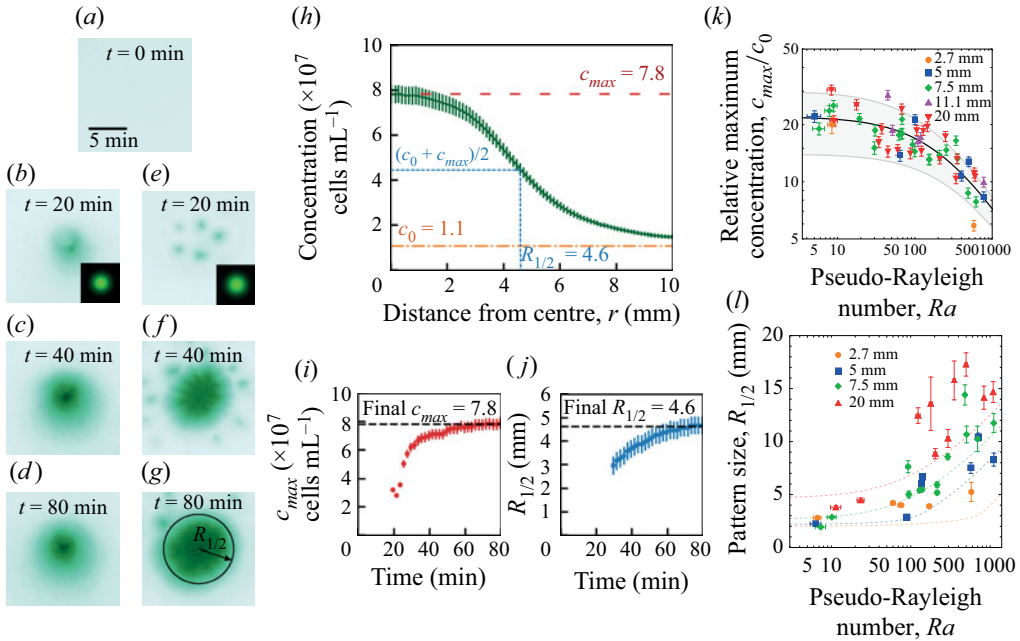 (a)
t = 0 min
5 min
(b)
t = 20 min
(e)
t = 20 min
(c)
t = 40 min
(f)
t = 40 min
(d)
t = 80 min
(g)
t = 80 min
R1/2
(h)
Concentration (×10^7
cells mL−1)
10
8
6
4
2
0
cmax = 7.8
(c0 + cmax)/2
c0 = 1.1
R1/2 = 4.6
0 2 4 6 8 10
Distance from centre, r (mm)
(i)
cmax (×10^7
cells mL−1)
10
8
6
4
2
0
Final cmax = 7.8
0 20 40 60 80
Time (min)
(j)
R1/2 (mm)
6
5
4
3
2
1
0
Final R1/2 = 4.6
0 20 40 60 80
Time (min)
(k)
Relative maximum
concentration, cmax/c0
50
20
10
5
2.7 mm
5 mm
7.5 mm
11.1 mm
20 mm
5 10 50 100 500 1000
Pseudo-Rayleigh
number, Ra
(l)
Pattern size, R1/2 (mm)
20
15
10
5
0
2.7 mm
5 mm
7.5 mm
20 mm
5 10 50 100 500 1000
Pseudo-Rayleigh
number, Ra